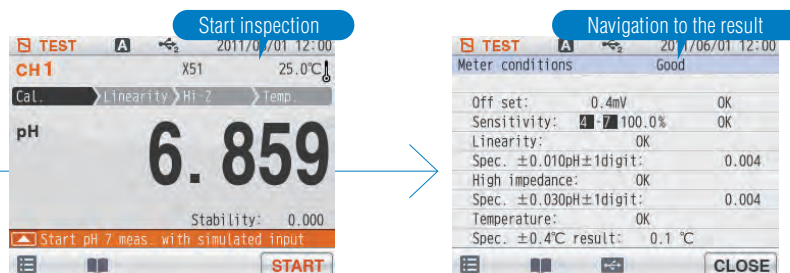 Start inspection
TEST A 2 2011/06/01 12:00
CH1 X51 25.0℃
Cal. Linearity Hi-Z Temp.
pH 6.859
Stability: 0.000
Start pH 7 meas. with simulated input
START
Navigation to the result
TEST A 2 2011/06/01 12:00
Meter conditions Good
Off set: 0.4mV OK
Sensitivity: 4-7 100.0% OK
Linearity: OK
Spec. ±0.010pH±1digit: 0.004
High impedance: OK
Spec. ±0.030pH±1digit: 0.004
Temperature: OK
Spec. ±0.4℃ result: 0.1 ℃
CLOSE